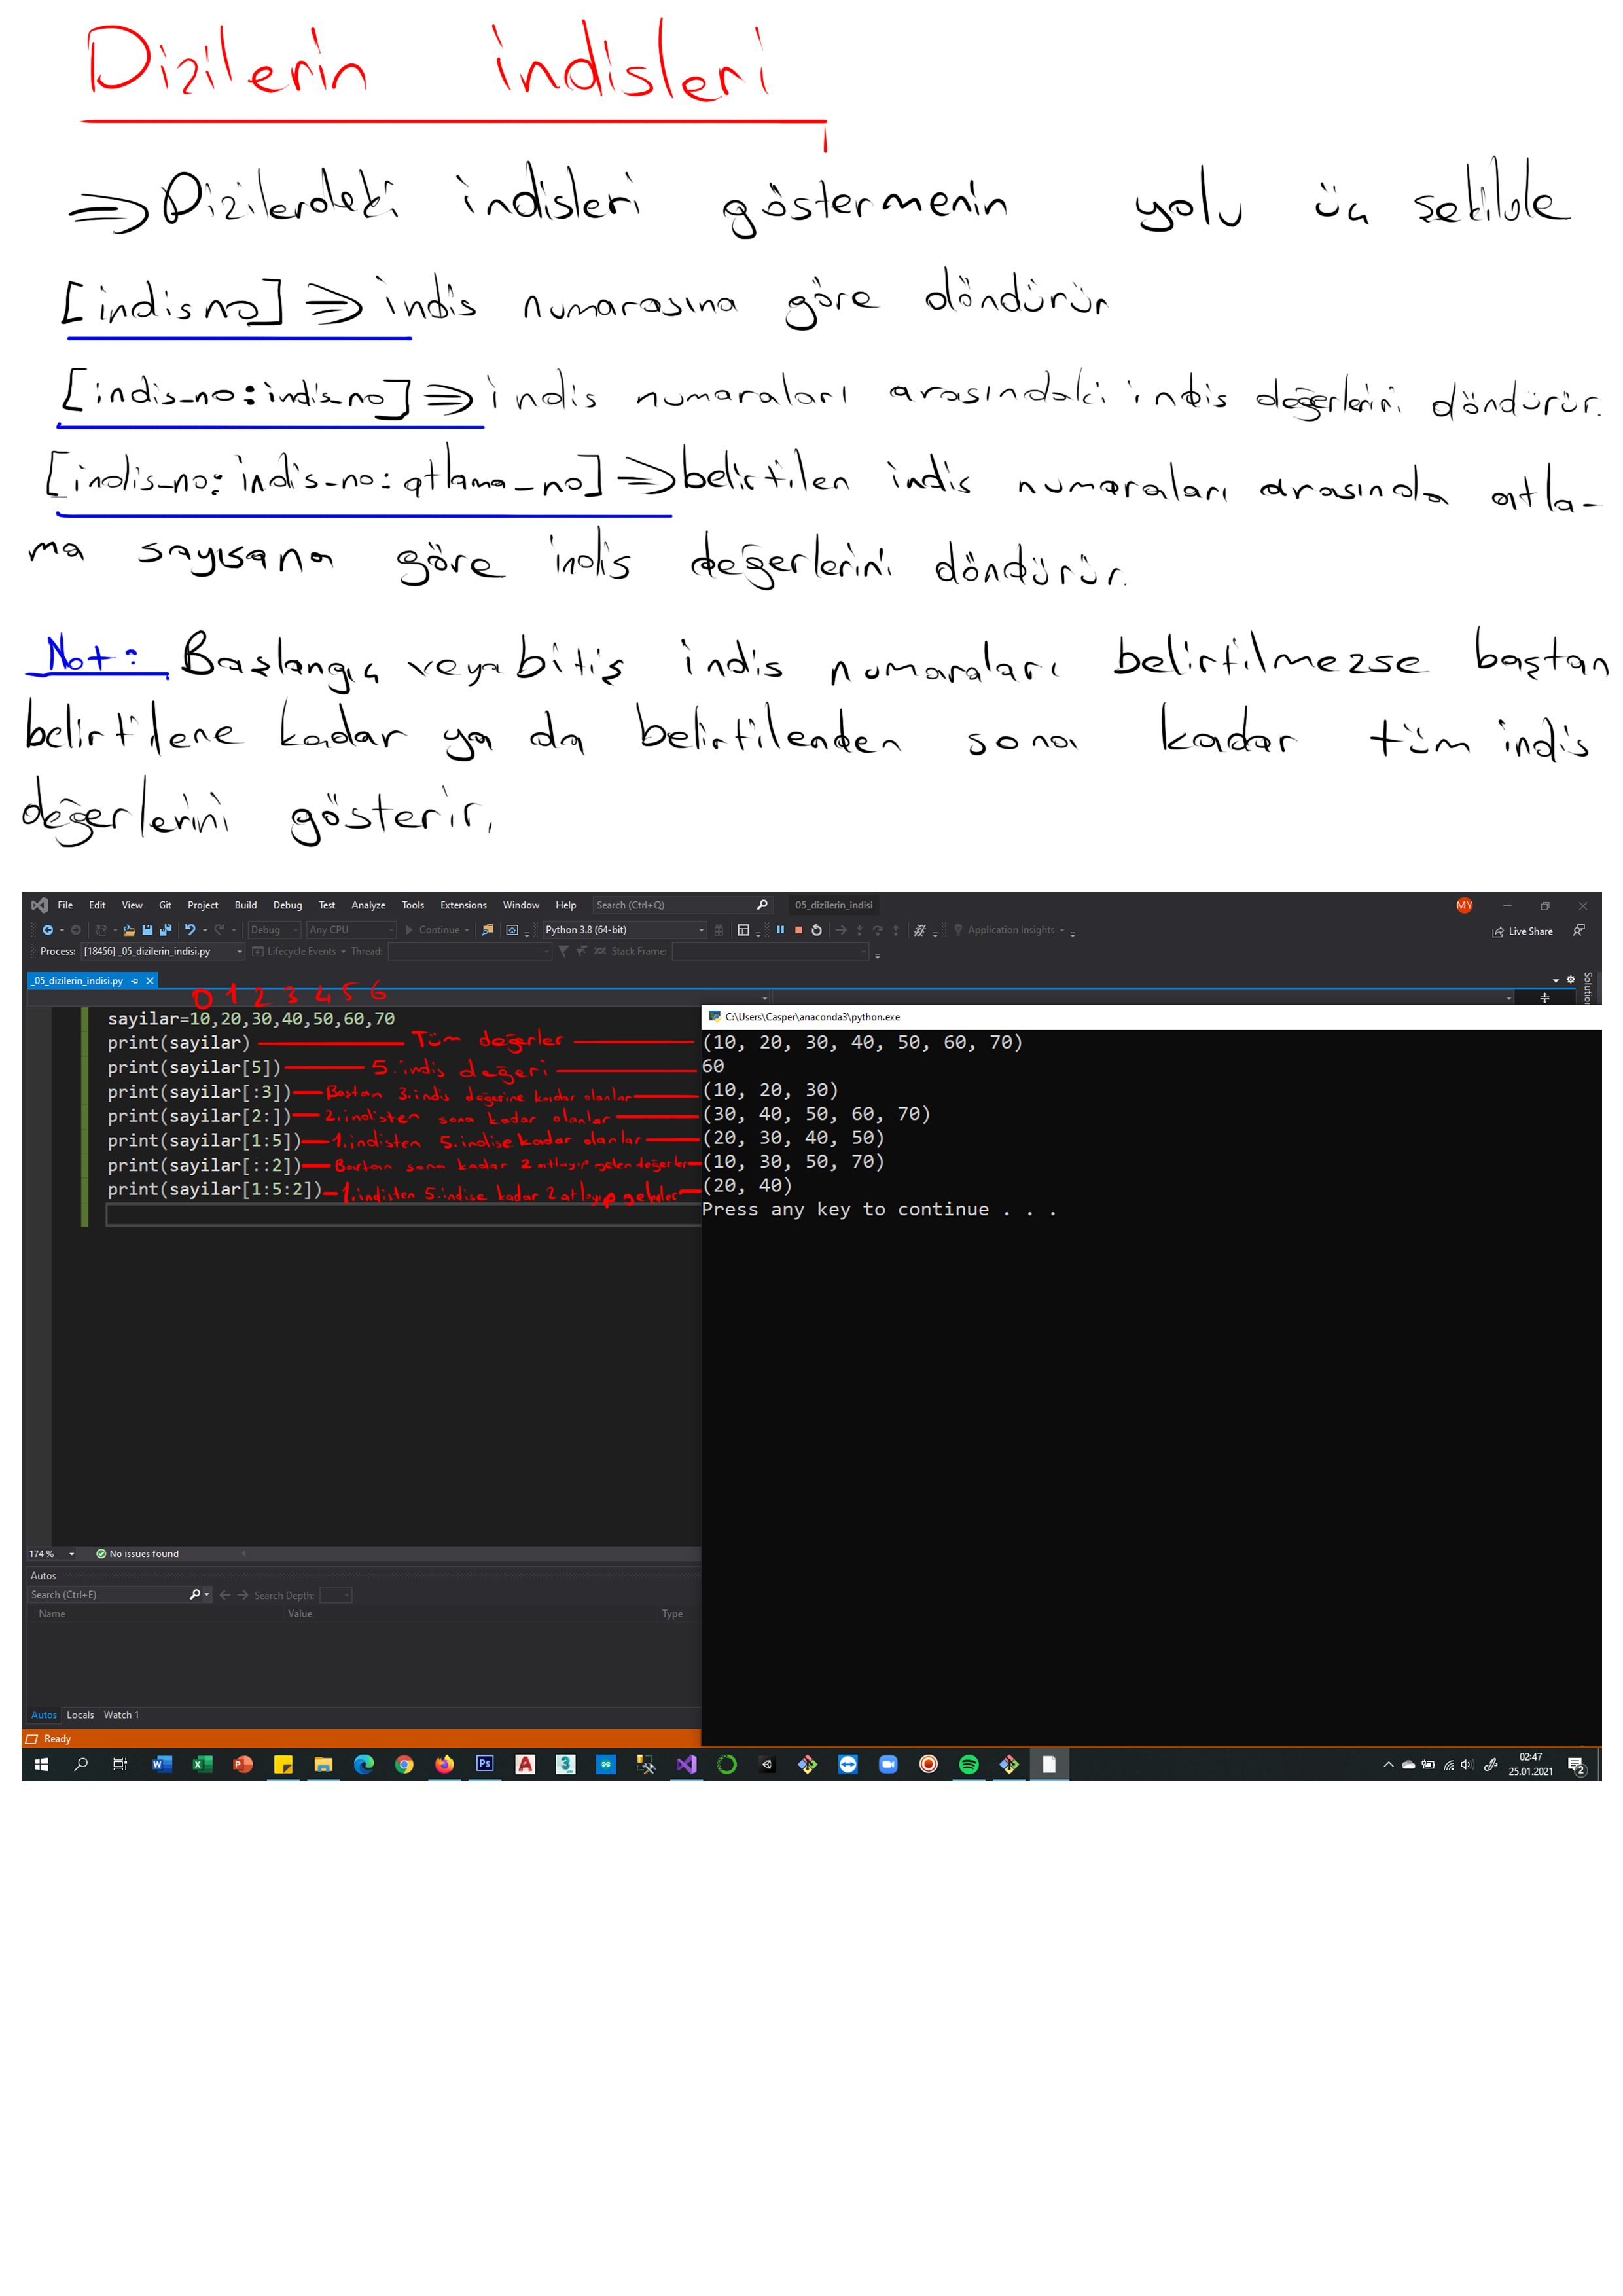 Dizilerin indisleri
⇒ Dizilerdeki indisleri göstermenin yolu üç şekilde
[indisno] ⇒ indis numarasına göre döndürür
[indis_no:indis_no] ⇒ indis numaraları arasındaki indis değerlerini döndürür.
[indis_no:indis_no:atlama_no] ⇒ belirtilen indis numaraları arasında atla-
ma sayısana göre indis değerlerini döndürür.
Not: Başlangıç veya bitiş indis numaraları belirtilmezse baştan
belirtilene kadar ya da belirtilenden sona kadar tüm indis
değerlerini gösterir.
File Edit View Git Project Build Debug Test Analyze Tools Extensions Window Help Search (Ctrl+Q) 05_dizilerin_indisi MY
Debug Any CPU Continue Python 3.8 (64-bit) Application Insights Live Share
Process: [18456] _05_dizilerin_indisi.py Lifecycle Events Thread: Stack Frame:
_05_dizilerin_indisi.py Solutio
0 1 2 3 4 5 6
C:\Users\Casper\anaconda3\python.exe
sayilar=10,20,30,40,50,60,70
print(sayilar) Tüm değerler (10, 20, 30, 40, 50, 60, 70)
print(sayilar[5]) 5.indis değeri 60
print(sayilar[:3]) Baştan 3.indis değerine kadar olanlar (10, 20, 30)
print(sayilar[2:]) 2.indisten sona kadar olanlar (30, 40, 50, 60, 70)
print(sayilar[1:5]) 1.indisten 5.indise kadar olanlar (20, 30, 40, 50)
print(sayilar[::2]) Baştan sona kadar 2 atlayıp gelen değerler (10, 30, 50, 70)
print(sayilar[1:5:2]) 1.indisten 5.indise kadar 2 atlayıp gelenler (20, 40)
Press any key to continue . . .
174 % No issues found
Autos
Search (Ctrl+E) Search Depth:
Name Value Type
Autos Locals Watch 1
Ready
02:47
25.01.2021
2